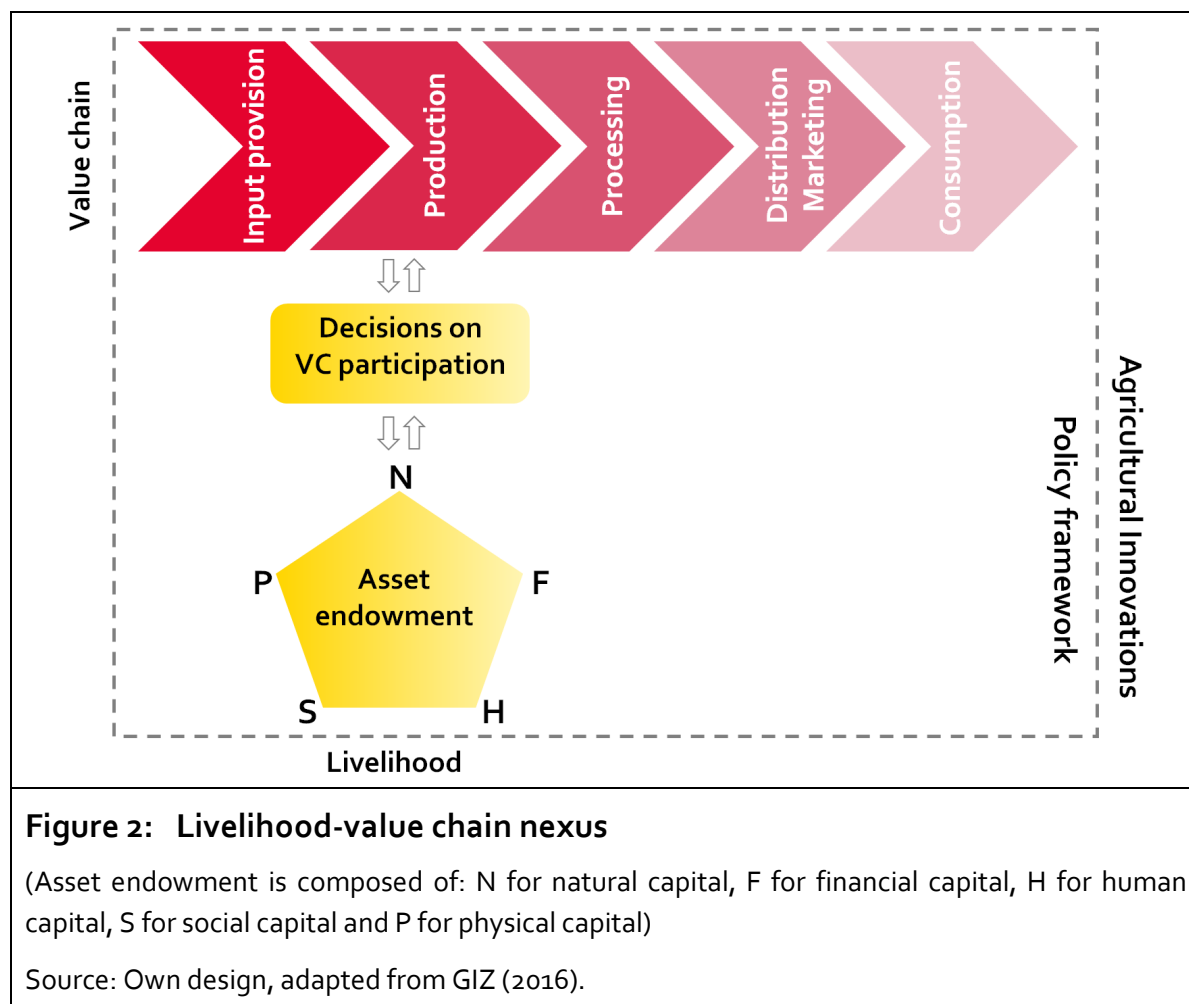 Value chain
Input provision
Production
Processing
Distribution
Marketing
Consumption
Decisions on
VC participation
N
P
Asset
endowment
F
S
H
Livelihood
Policy framework
Agricultural Innovations
Figure 2: Livelihood-value chain nexus
(Asset endowment is composed of: N for natural capital, F for financial capital, H for human
capital, S for social capital and P for physical capital)
Source: Own design, adapted from GIZ (2016).